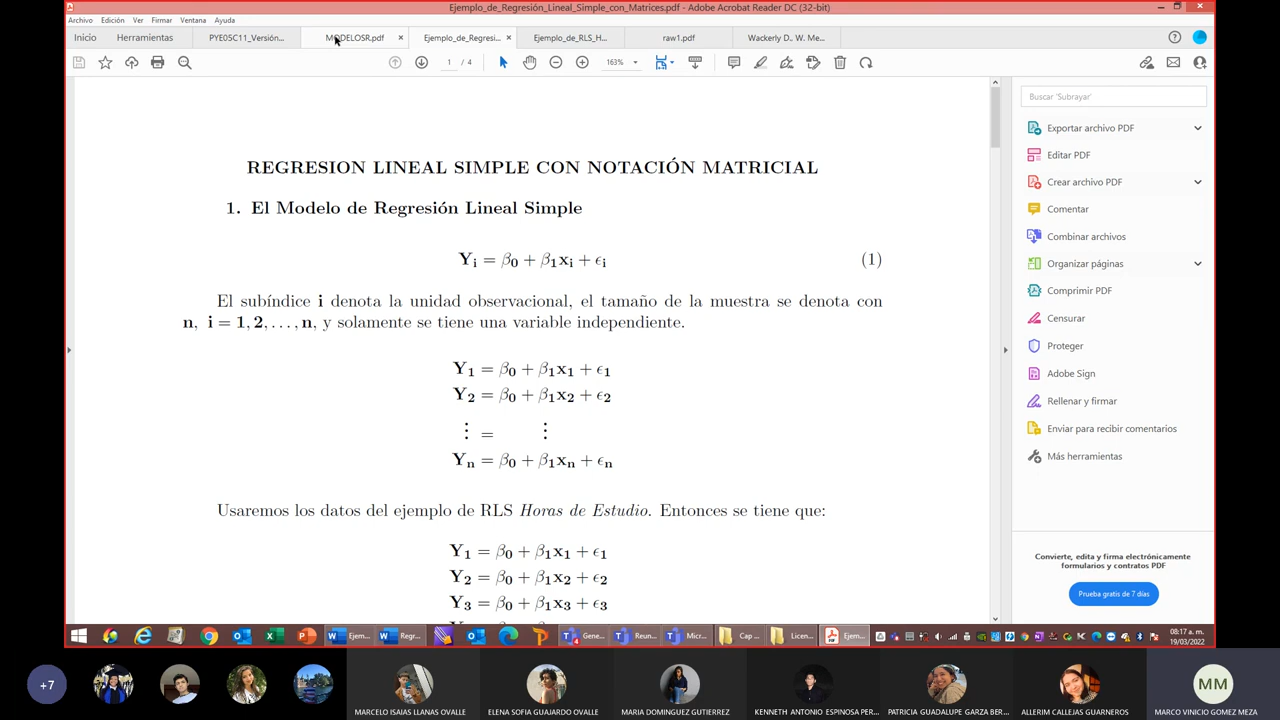 Ejemplo_de_Regresión_Lineal_Simple_con_Matrices.pdf - Adobe Acrobat Reader DC (32-bit)
Archivo Edición Ver Firmar Ventana Ayuda
Inicio Herramientas PYE05C11_Versión... MODELOSR.pdf × Ejemplo_de_Regresi... × Ejemplo_de_RLS_H... raw1.pdf Wackerly D., W. Me...
1 / 4 163%
REGRESION LINEAL SIMPLE CON NOTACIÓN MATRICIAL
1. El Modelo de Regresión Lineal Simple
Yᵢ = β₀ + β₁xᵢ + ϵᵢ (1)
El subíndice i denota la unidad observacional, el tamaño de la muestra se denota con
n, i = 1, 2, . . . , n, y solamente se tiene una variable independiente.
Y₁ = β₀ + β₁x₁ + ϵ₁
Y₂ = β₀ + β₁x₂ + ϵ₂
⋮ = ⋮
Yₙ = β₀ + β₁xₙ + ϵₙ
Usaremos los datos del ejemplo de RLS Horas de Estudio. Entonces se tiene que:
Y₁ = β₀ + β₁x₁ + ϵ₁
Y₂ = β₀ + β₁x₂ + ϵ₂
Y₃ = β₀ + β₁x₃ + ϵ₃
Buscar 'Subrayar'
Exportar archivo PDF
Editar PDF
Crear archivo PDF
Comentar
Combinar archivos
Organizar páginas
Comprimir PDF
Censurar
Proteger
Adobe Sign
Rellenar y firmar
Enviar para recibir comentarios
Más herramientas
Convierte, edita y firma electrónicamente
formularios y contratos PDF
Prueba gratis de 7 días
Ejem... Regr... Gene... Reun... Micr... Cap ... Licen... Ejem...
08:17 a. m.
19/03/2022
+7
MARCELO ISAIAS LLANAS OVALLE
ELENA SOFIA GUAJARDO OVALLE
MARIA DOMINGUEZ GUTIERREZ
KENNETH ANTONIO ESPINOSA PER...
PATRICIA GUADALUPE GARZA BER...
ALLERIM CALLEJAS GUARNEROS
MM
MARCO VINICIO GOMEZ MEZA